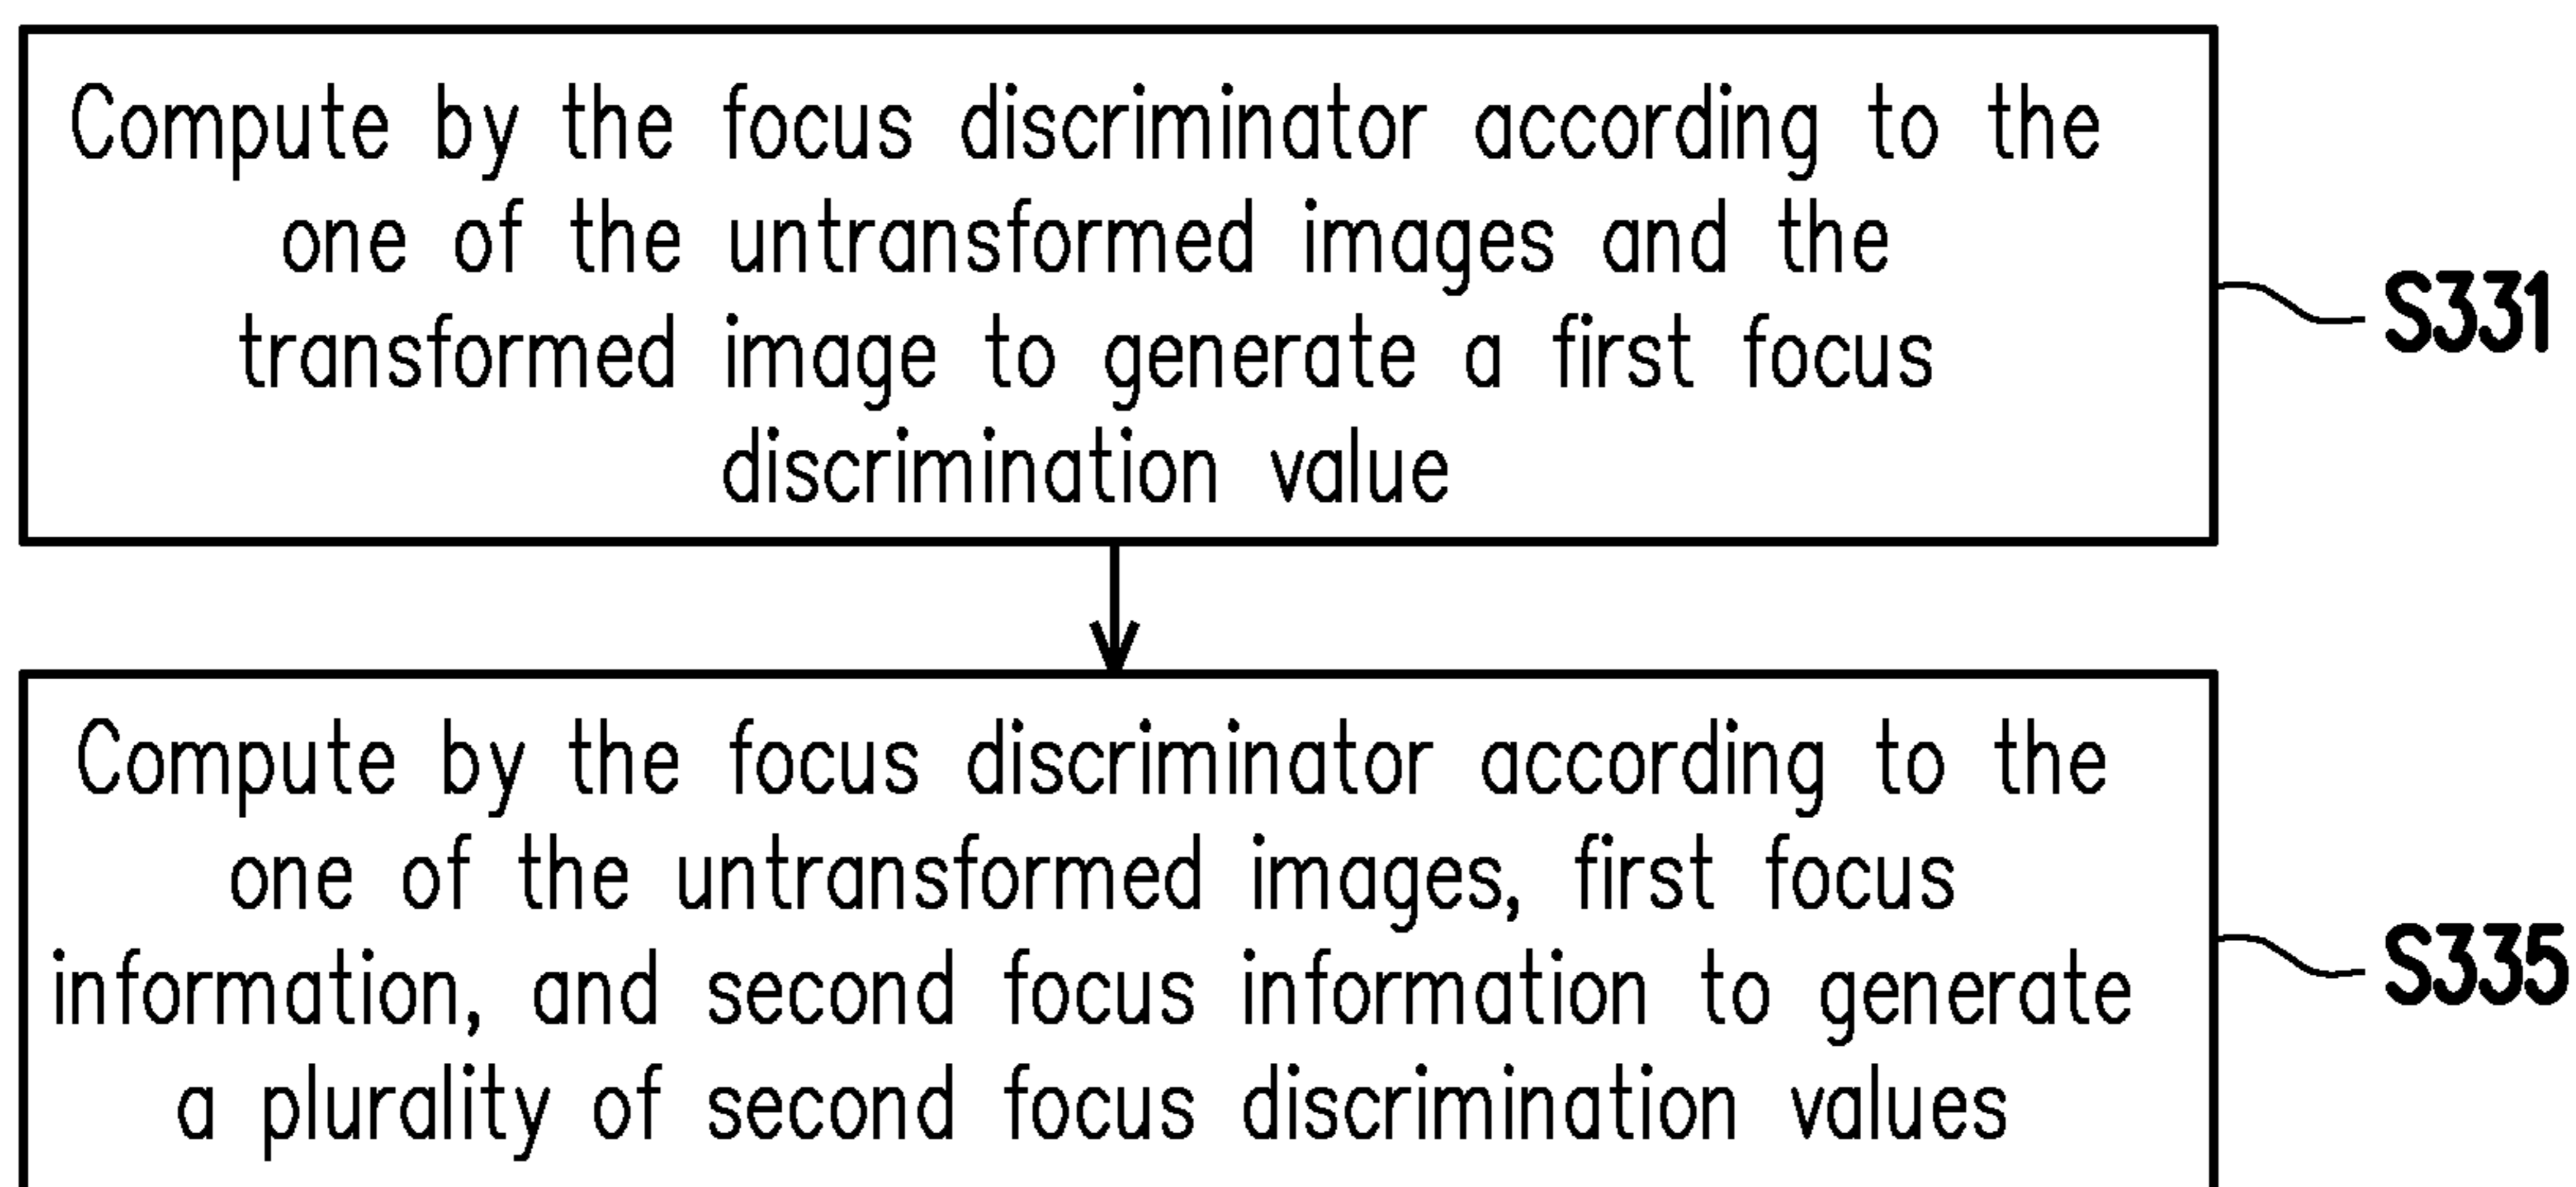 Compute by the focus discriminator according to the
one of the untransformed images and the
transformed image to generate a first focus
discrimination value
S331
Compute by the focus discriminator according to the
one of the untransformed images, first focus
information, and second focus information to generate
a plurality of second focus discrimination values
S335